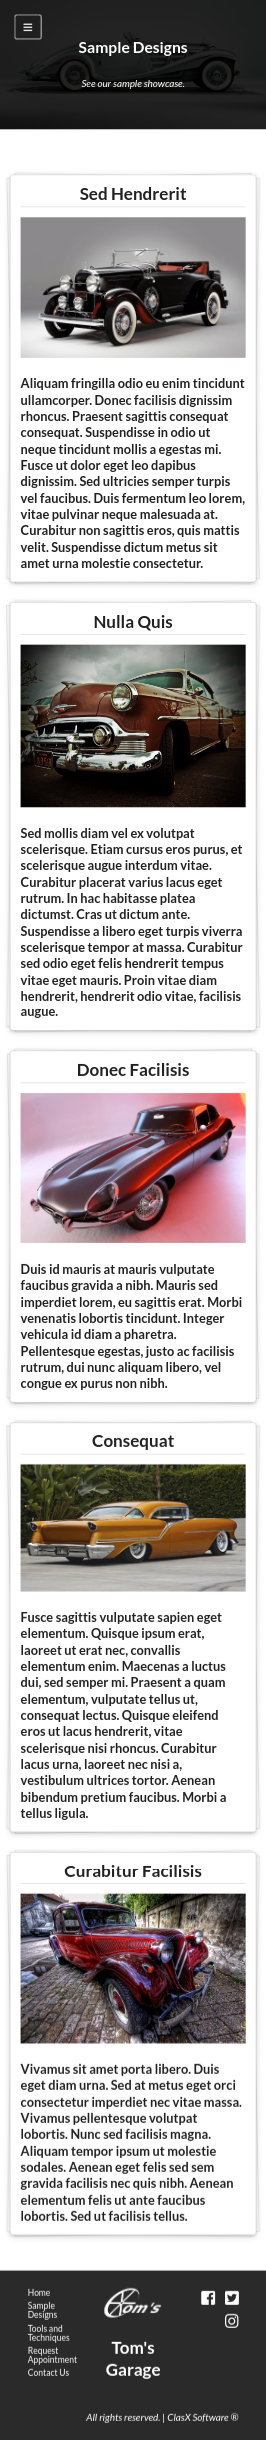 Sample Designs
See our sample showcase.
Sed Hendrerit
Aliquam fringilla odio eu enim tincidunt
ullamcorper. Donec facilisis dignissim
rhoncus. Praesent sagittis consequat
consequat. Suspendisse in odio ut
neque tincidunt mollis a egestas mi.
Fusce ut dolor eget leo dapibus
dignissim. Sed ultricies semper turpis
vel faucibus. Duis fermentum leo lorem,
vitae pulvinar neque malesuada at.
Curabitur non sagittis eros, quis mattis
velit. Suspendisse dictum metus sit
amet urna molestie consectetur.
Nulla Quis
Sed mollis diam vel ex volutpat
scelerisque. Etiam cursus eros purus, et
scelerisque augue interdum vitae.
Curabitur placerat varius lacus eget
rutrum. In hac habitasse platea
dictumst. Cras ut dictum ante.
Suspendisse a libero eget turpis viverra
scelerisque tempor at massa. Curabitur
sed odio eget felis hendrerit tempus
vitae eget mauris. Proin vitae diam
hendrerit, hendrerit odio vitae, facilisis
augue.
Donec Facilisis
Duis id mauris at mauris vulputate
faucibus gravida a nibh. Mauris sed
imperdiet lorem, eu sagittis erat. Morbi
venenatis lobortis tincidunt. Integer
vehicula id diam a pharetra.
Pellentesque egestas, justo ac facilisis
rutrum, dui nunc aliquam libero, vel
congue ex purus non nibh.
Consequat
Fusce sagittis vulputate sapien eget
elementum. Quisque ipsum erat,
laoreet ut erat nec, convallis
elementum enim. Maecenas a luctus
dui, sed semper mi. Praesent a quam
elementum, vulputate tellus ut,
consequat lectus. Quisque eleifend
eros ut lacus hendrerit, vitae
scelerisque nisi rhoncus. Curabitur
lacus urna, laoreet nec nisi a,
vestibulum ultrices tortor. Aenean
bibendum pretium faucibus. Morbi a
tellus ligula.
Curabitur Facilisis
Vivamus sit amet porta libero. Duis
eget diam urna. Sed at metus eget orci
consectetur imperdiet nec vitae massa.
Vivamus pellentesque volutpat
lobortis. Nunc sed facilisis magna.
Aliquam tempor ipsum ut molestie
sodales. Aenean eget felis sed sem
gravida facilisis nec quis nibh. Aenean
elementum felis ut ante faucibus
lobortis. Sed ut facilisis tellus.
Home
Sample
Designs
Tools and
Techniques
Request
Appointment
Contact Us
Tom's
Tom's
Garage
All rights reserved. | ClasX Software ®